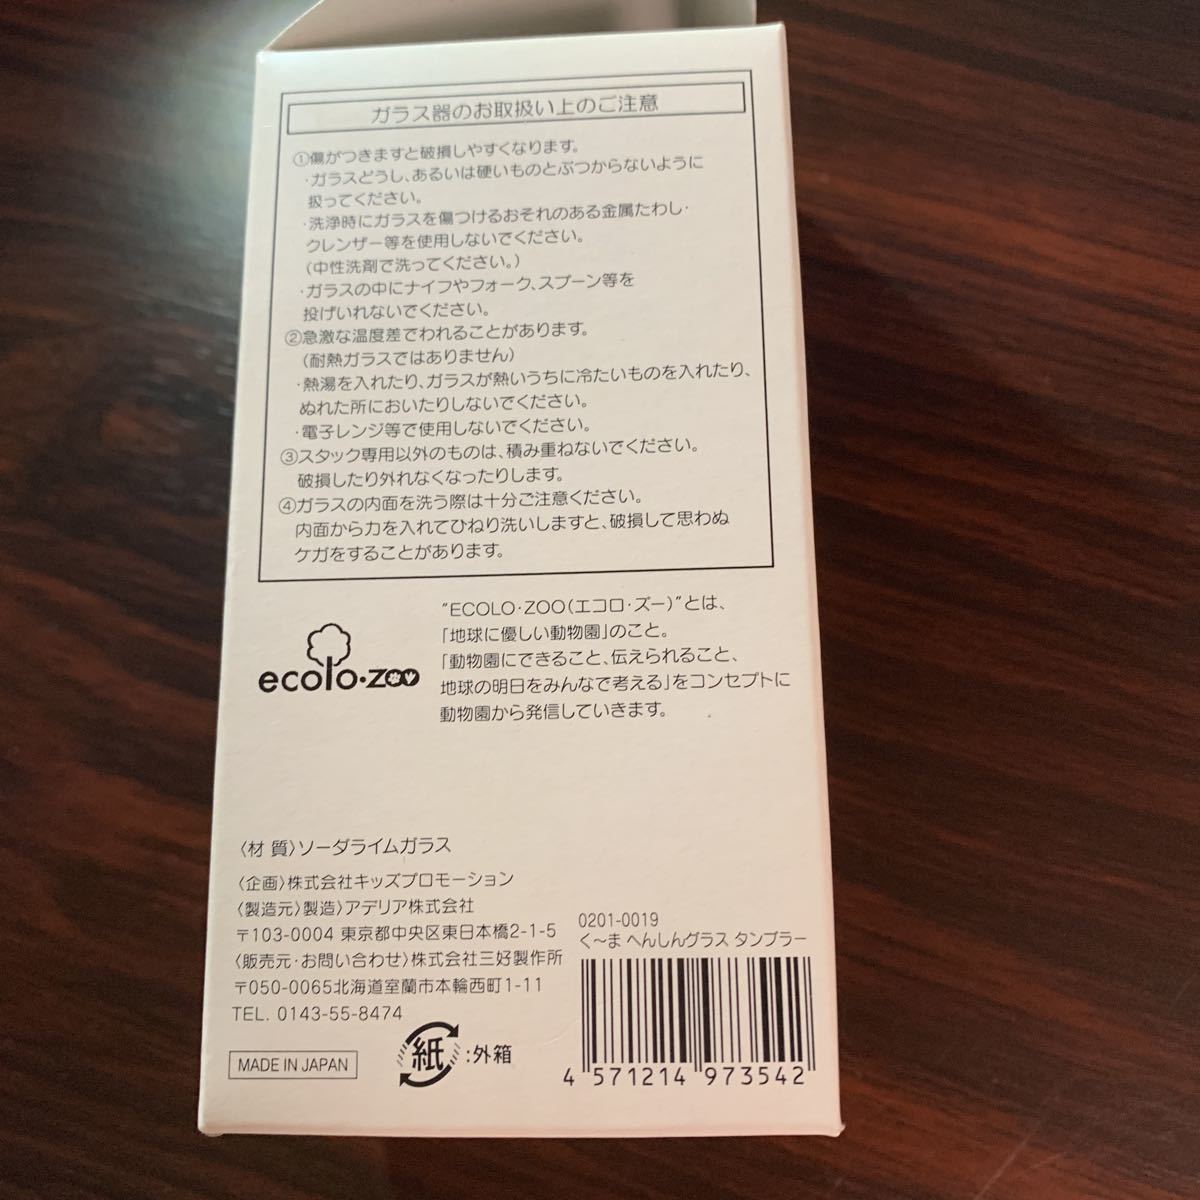 ガラス器のお取扱い上のご注意
①傷がつきますと破損しやすくなります。
・ガラスどうし、あるいは硬いものとぶつからないように
扱ってください。
・洗浄時にガラスを傷つけるおそれのある金属たわし・
クレンザー等を使用しないでください。
(中性洗剤で洗ってください。)
・ガラスの中にナイフやフォーク、スプーン等を
投げいれないでください。
②急激な温度差でわれることがあります。
(耐熱ガラスではありません)
・熱湯を入れたり、ガラスが熱いうちに冷たいものを入れたり、
ぬれた所においたりしないでください。
・電子レンジ等で使用しないでください。
③スタック専用以外のものは、積み重ねないでください。
破損したり外れなくなったりします。
④ガラスの内面を洗う際は十分ご注意ください。
内面から力を入れてひねり洗いしますと、破損して思わぬ
ケガをすることがあります。
ecolo・zoo
"ECOLO・ZOO(エコロ・ズー)"とは、
「地球に優しい動物園」のこと。
「動物園にできること、伝えられること、
地球の明日をみんなで考える」をコンセプトに
動物園から発信していきます。
〈材 質〉ソーダライムガラス
〈企画〉株式会社キッズプロモーション
〈製造元〉製造〉アデリア株式会社
〒103-0004 東京都中央区東日本橋2-1-5
〈販売元・お問い合わせ〉株式会社三好製作所
〒050-0065北海道室蘭市本輪西町1-11
TEL. 0143-55-8474
MADE IN JAPAN
紙:外箱
0201-0019
く〜ま へんしんグラス タンブラー
4 571214 973542